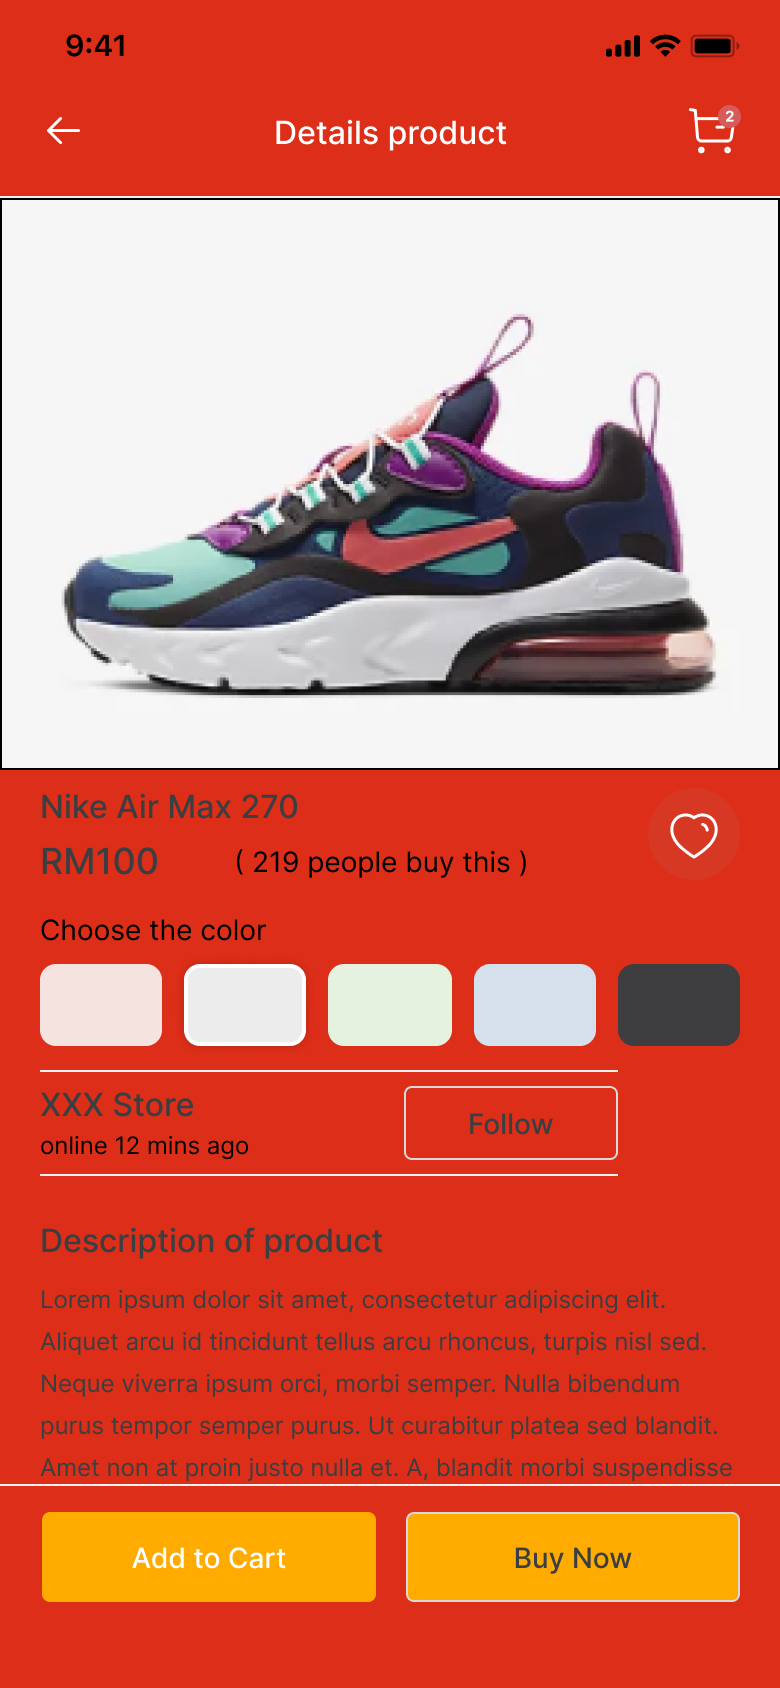 9:41
Details product
2
Nike Air Max 270
RM100 ( 219 people buy this )
Choose the color
XXX Store
Follow
online 12 mins ago
Description of product
Lorem ipsum dolor sit amet, consectetur adipiscing elit.
Aliquet arcu id tincidunt tellus arcu rhoncus, turpis nisl sed.
Neque viverra ipsum orci, morbi semper. Nulla bibendum
purus tempor semper purus. Ut curabitur platea sed blandit.
Amet non at proin justo nulla et. A, blandit morbi suspendisse
Add to Cart
Buy Now